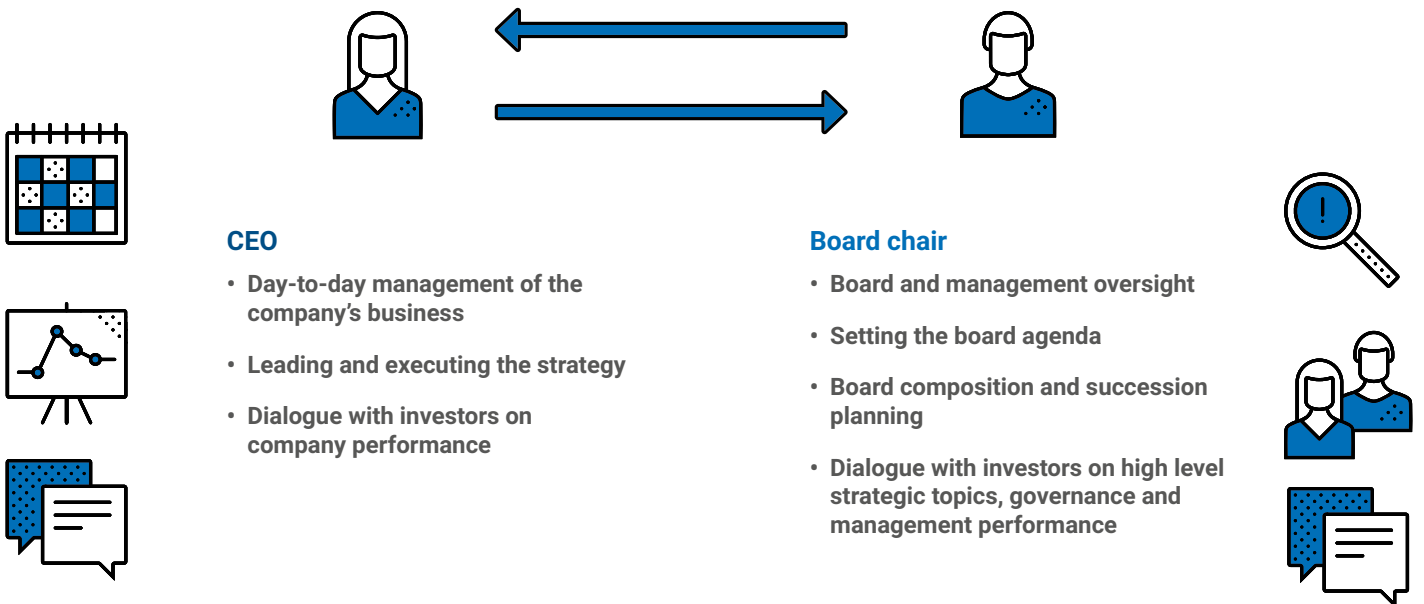 CEO
• Day-to-day management of the
company’s business
• Leading and executing the strategy
• Dialogue with investors on
company performance
Board chair
• Board and management oversight
• Setting the board agenda
• Board composition and succession
planning
• Dialogue with investors on high level
strategic topics, governance and
management performance